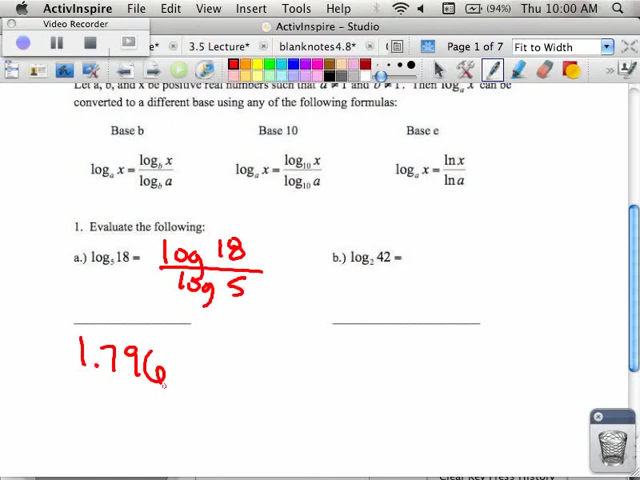 ActivInspire File Edit View Insert Tools (94%) Thu 10:00 AM
Video Recorder
ActivInspire - Studio
3.5 Lecture* blanknotes4.8* Page 1 of 7 Fit to Width
Let a, b, and x be positive real numbers such that a ≠ 1 and b ≠ 1. Then logₐ x can be
converted to a different base using any of the following formulas:
Base b Base 10 Base e
logₐ x = log_b x / log_b a logₐ x = log₁₀ x / log₁₀ a logₐ x = ln x / ln a
1. Evaluate the following:
a.) log₅ 18 = log 18 / log 5 b.) log₂ 42 =
1.796
Clear Key Press History